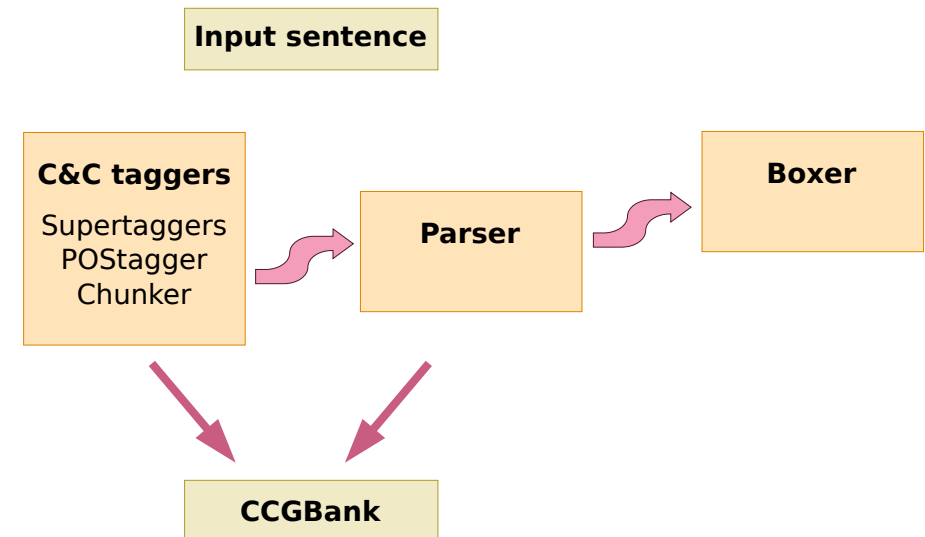 Input sentence
C&C taggers
Supertaggers
POStagger
Chunker
Parser
Boxer
CCGBank